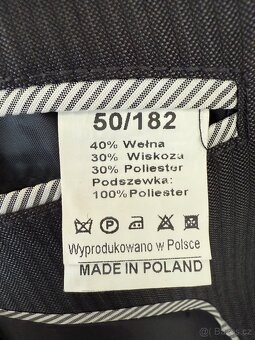 50/182
40% Wełna
30% Wiskoza
30% Poliester
Podszewka:
100% Poliester
Wyprodukowano w Polsce
MADE IN POLAND